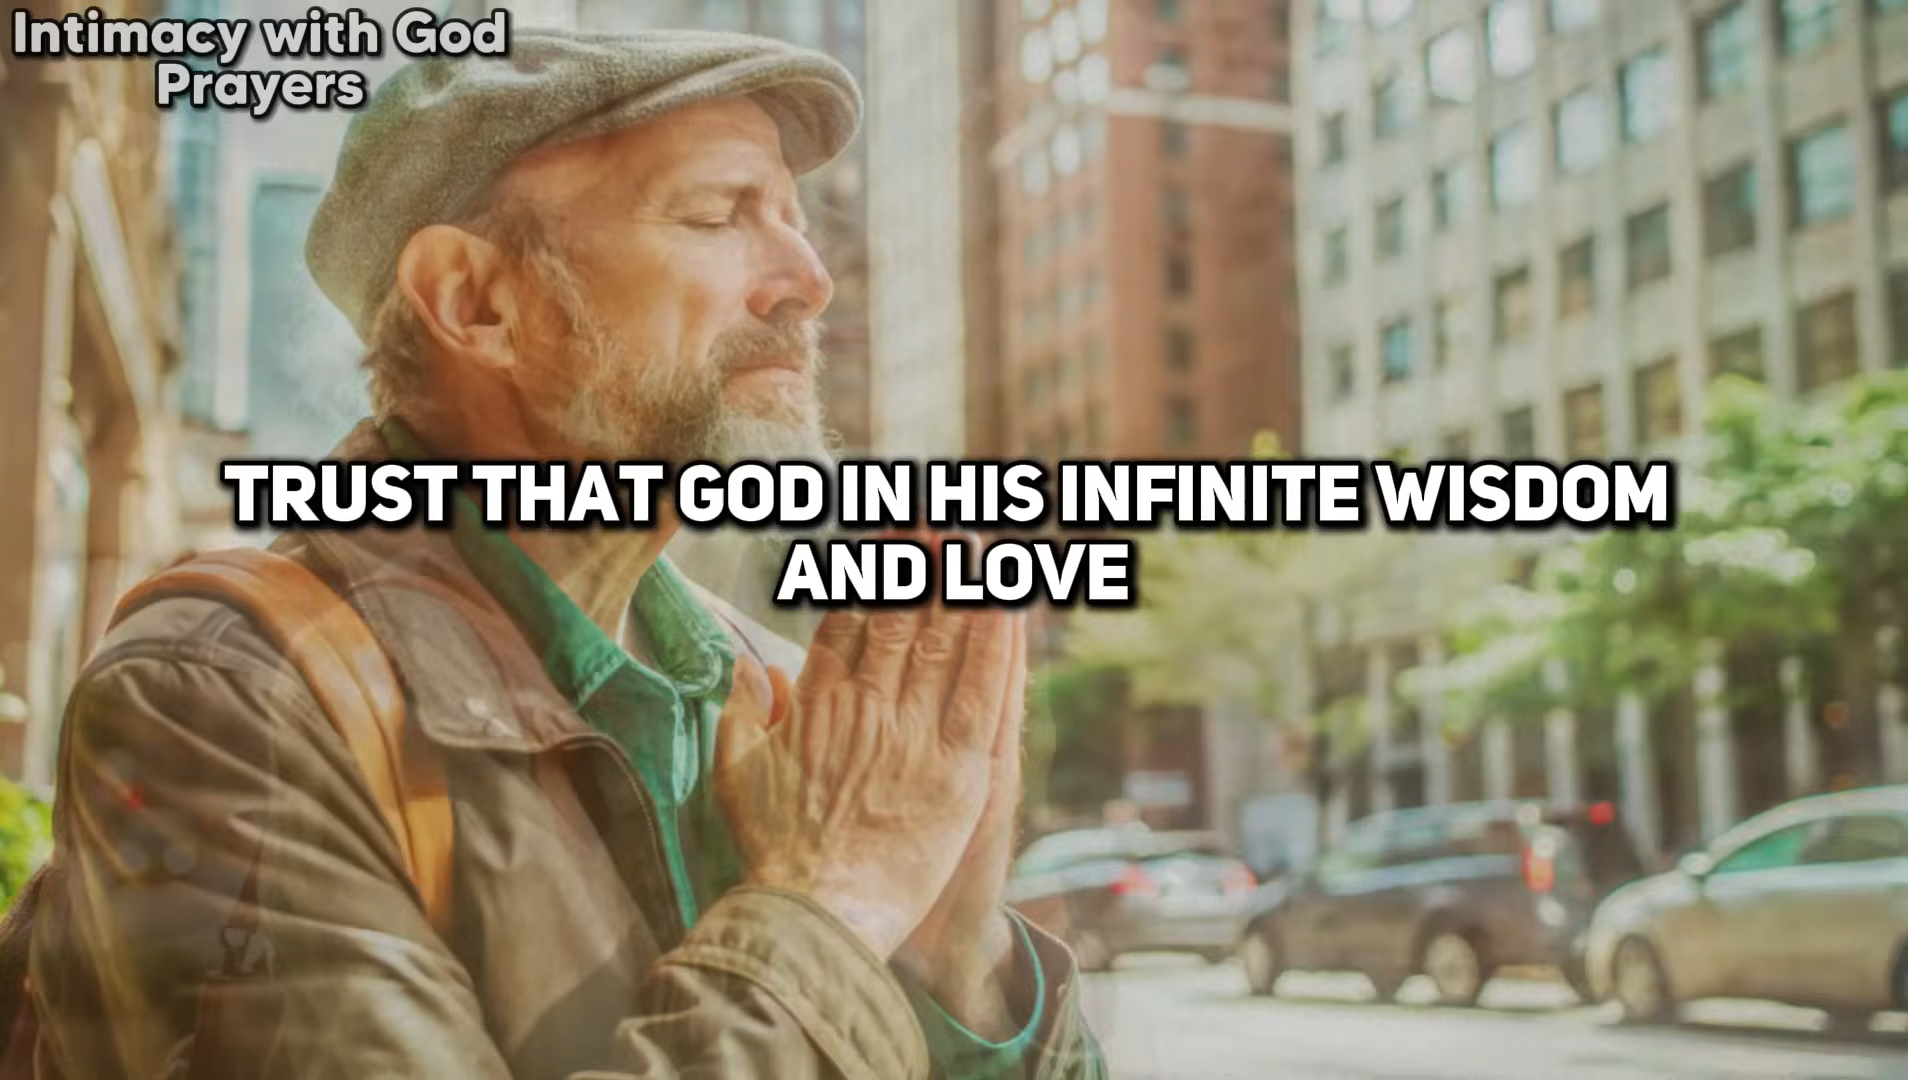 Intimacy with God
Prayers
TRUST THAT GOD IN HIS INFINITE WISDOM
AND LOVE